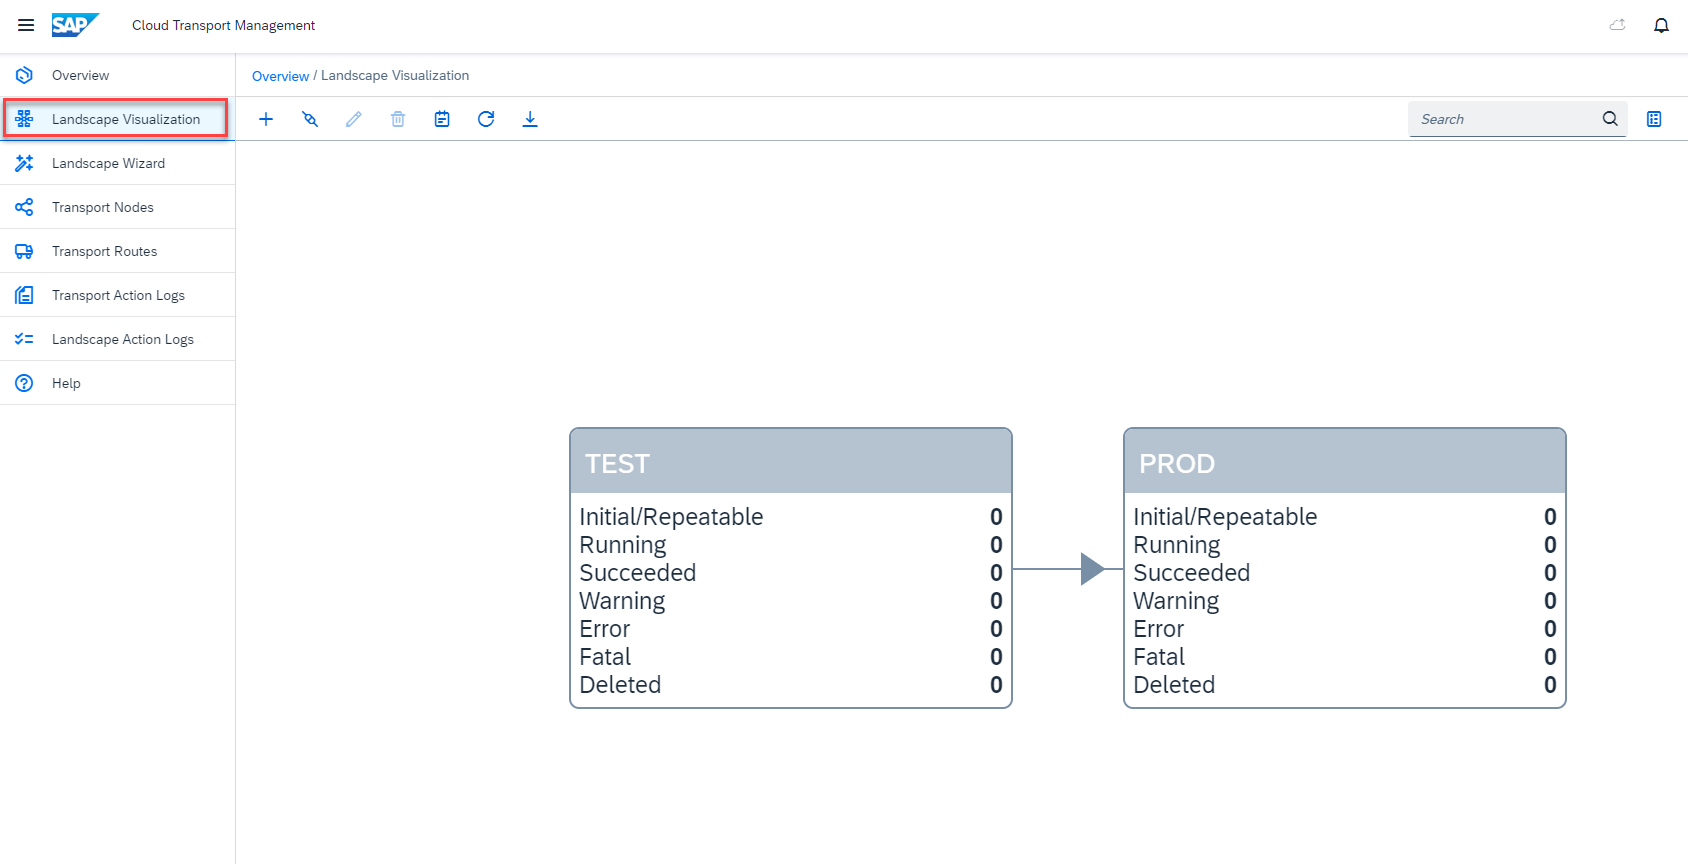 SAP Cloud Transport Management
Overview
Landscape Visualization
Landscape Wizard
Transport Nodes
Transport Routes
Transport Action Logs
Landscape Action Logs
Help
Overview / Landscape Visualization
Search
TEST
Initial/Repeatable 0
Running 0
Succeeded 0
Warning 0
Error 0
Fatal 0
Deleted 0
PROD
Initial/Repeatable 0
Running 0
Succeeded 0
Warning 0
Error 0
Fatal 0
Deleted 0